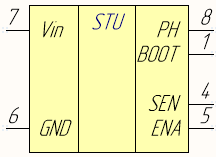 7 Vin STU PH 8
BOOT 1
SEN 4
6 GND ENA 5